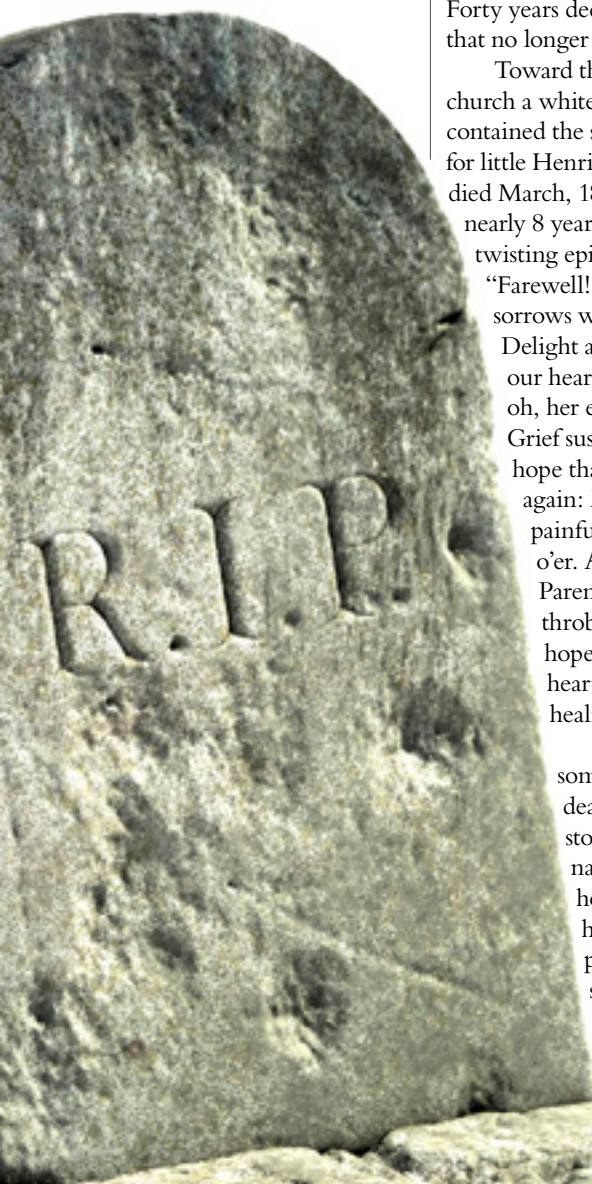 R.I.P.
Forty years dec
that no longer
Toward th
church a white
contained the s
for little Henri
died March, 18
nearly 8 year
twisting epi
“Farewell!
sorrows w
Delight a
our hear
oh, her e
Grief sus
hope tha
again:
painfu
o’er. A
Paren
throb
hope
hear
heali
som
dea
sto
na
ho
h
p
s